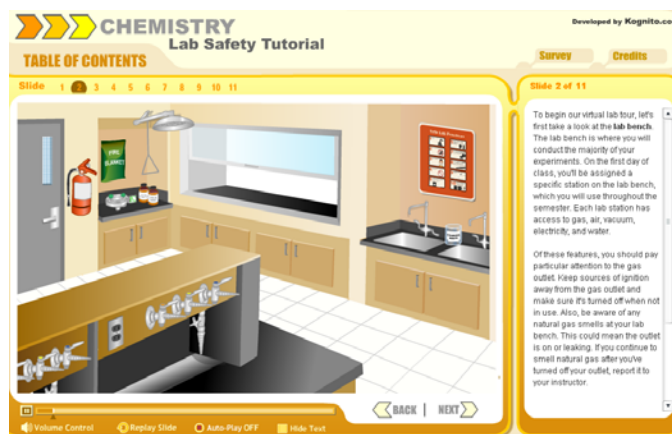 CHEMISTRY
Lab Safety Tutorial
Developed by Kognito.co
TABLE OF CONTENTS
Survey
Credits
Slide 1 2 3 4 5 6 7 8 9 10 11
Slide 2 of 11
FIRE
BLANKET
To begin our virtual lab tour, let's
first take a look at the lab bench.
The lab bench is where you will
conduct the majority of your
experiments. On the first day of
class, you'll be assigned a
specific station on the lab bench,
which you will use throughout the
semester. Each lab station has
access to gas, air, vacuum,
electricity, and water.
Of these features, you should pay
particular attention to the gas
outlet. Keep sources of ignition
away from the gas outlet and
make sure it's turned off when not
in use. Also, be aware of any
natural gas smells at your lab
bench. This could mean the outlet
is on or leaking. If you continue to
smell natural gas after you've
turned off your outlet, report it to
your instructor.
BACK | NEXT
Volume Control Replay Slide Auto-Play OFF Hide Text